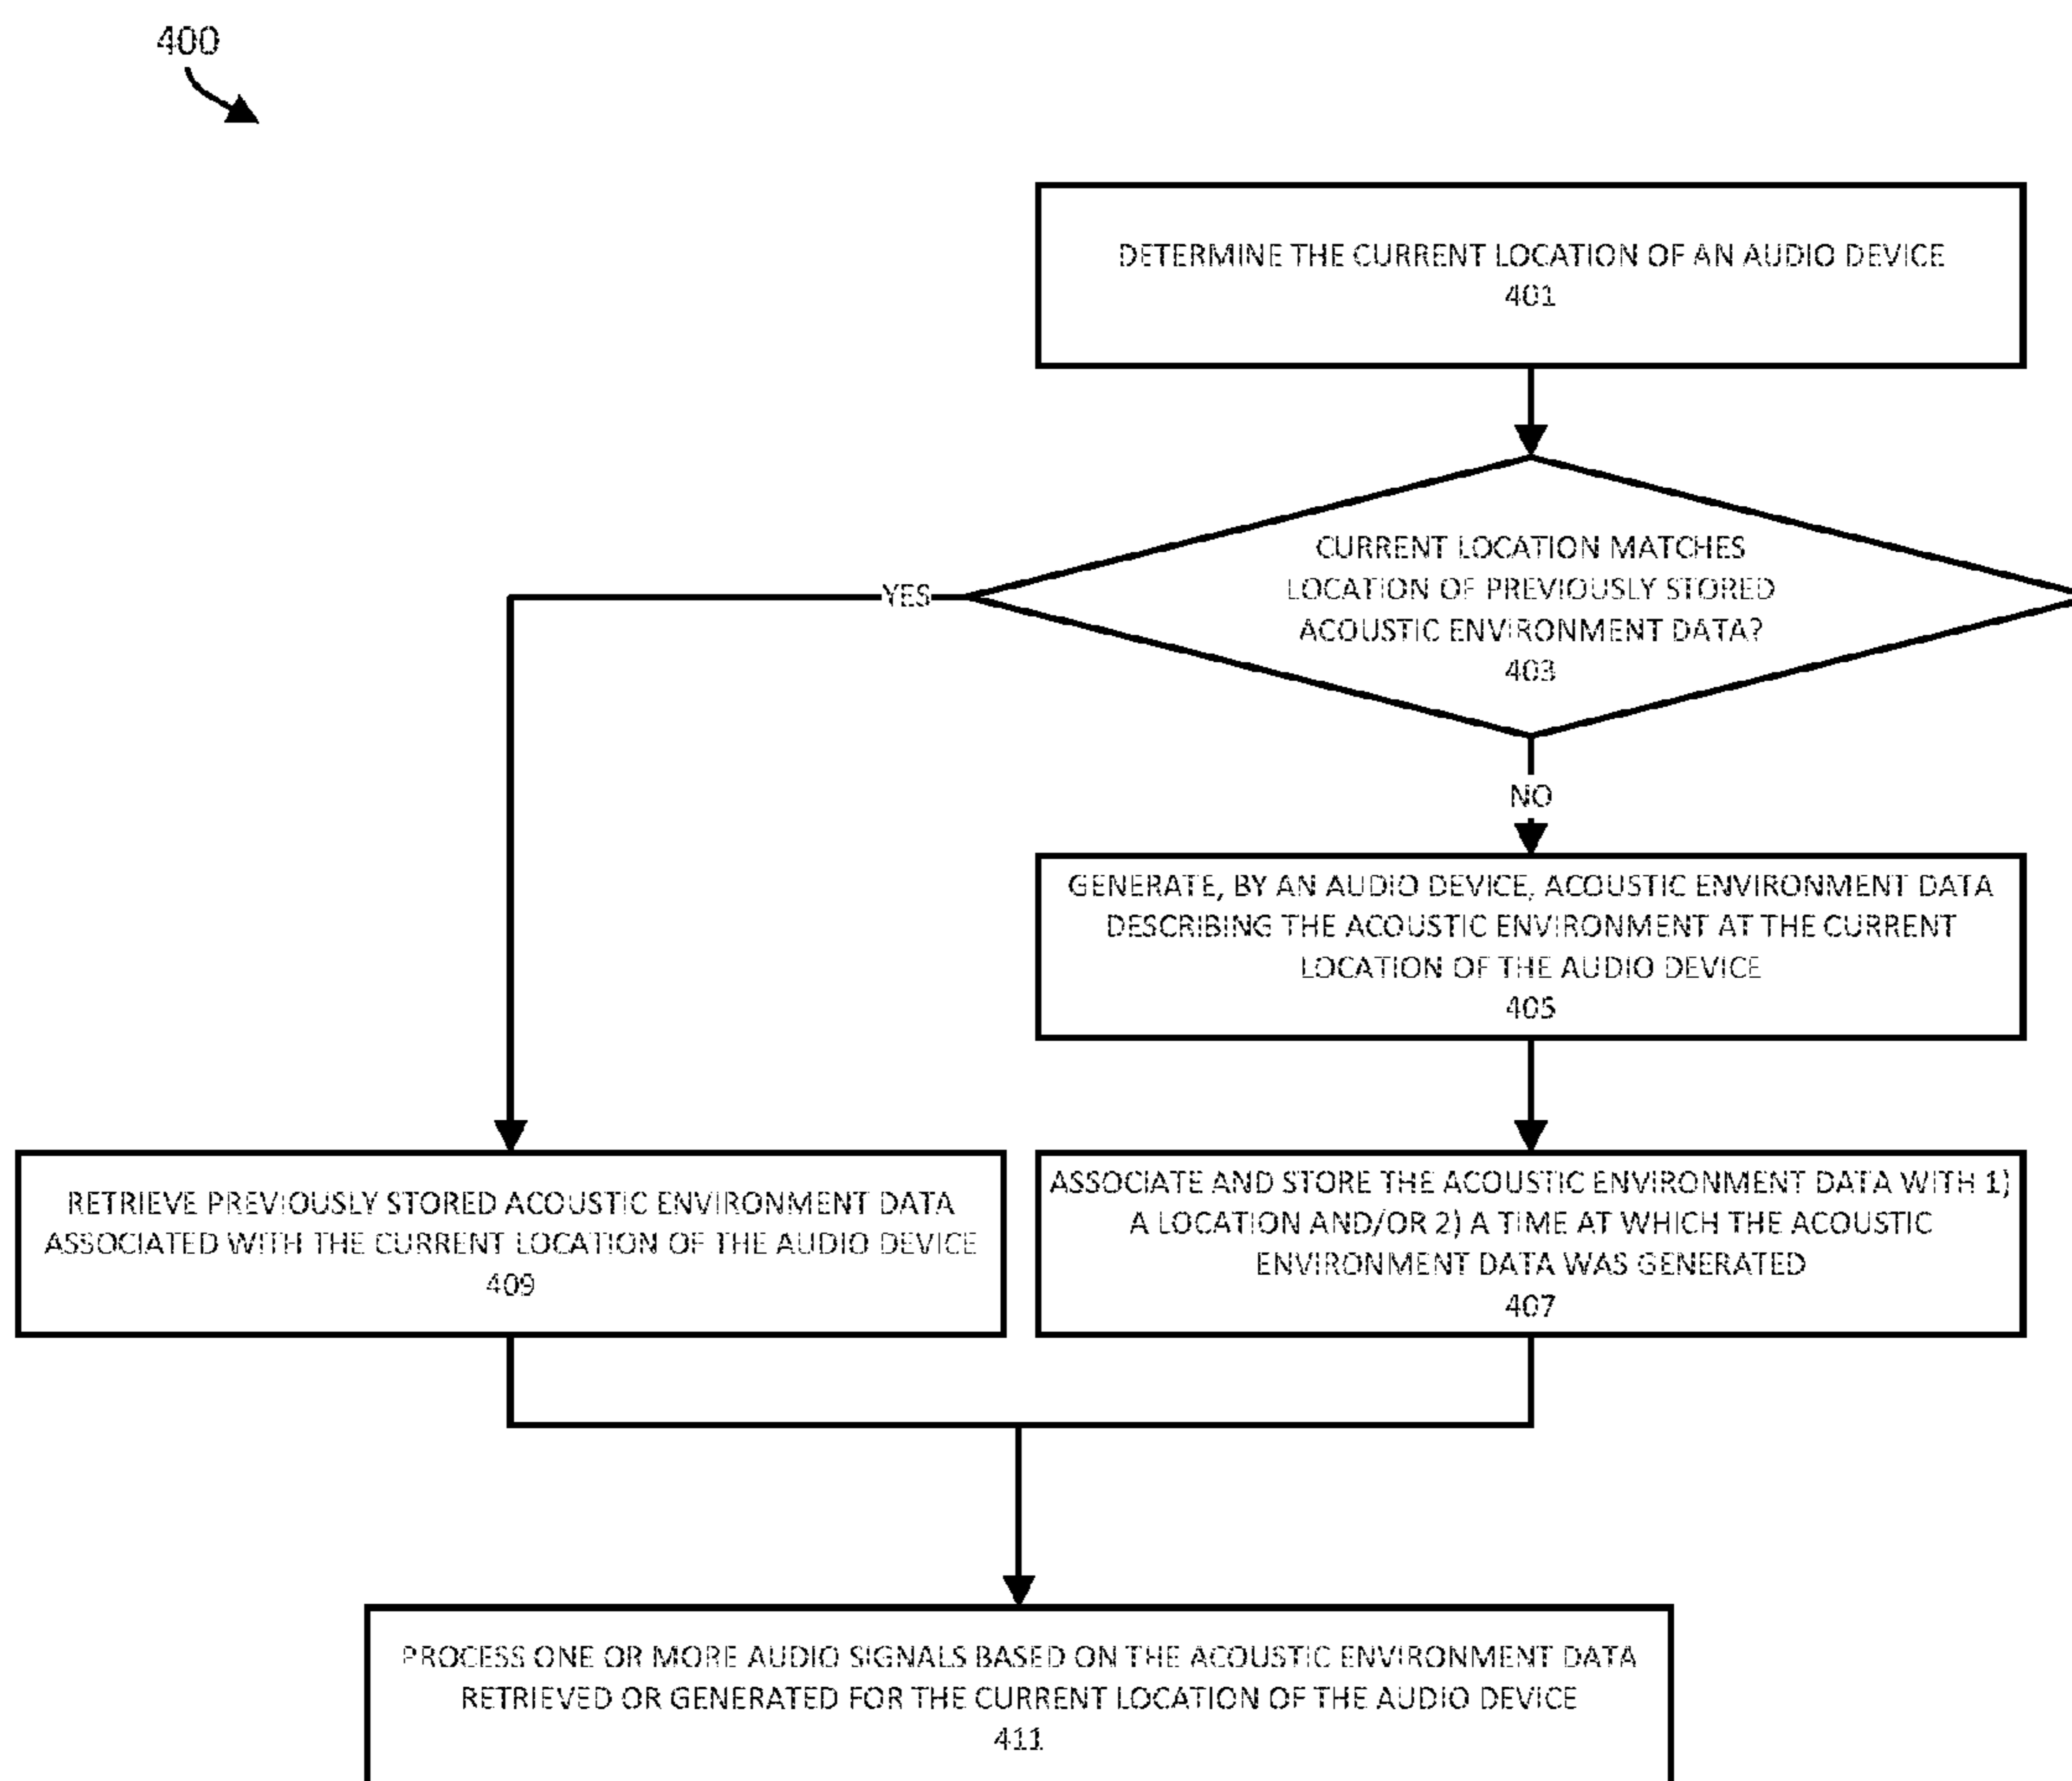 400
DETERMINE THE CURRENT LOCATION OF AN AUDIO DEVICE
401
CURRENT LOCATION MATCHES
LOCATION OF PREVIOUSLY STORED
ACOUSTIC ENVIRONMENT DATA?
403
YES
NO
GENERATE, BY AN AUDIO DEVICE, ACOUSTIC ENVIRONMENT DATA
DESCRIBING THE ACOUSTIC ENVIRONMENT AT THE CURRENT
LOCATION OF THE AUDIO DEVICE
405
RETRIEVE PREVIOUSLY STORED ACOUSTIC ENVIRONMENT DATA
ASSOCIATED WITH THE CURRENT LOCATION OF THE AUDIO DEVICE
409
ASSOCIATE AND STORE THE ACOUSTIC ENVIRONMENT DATA WITH 1)
A LOCATION AND/OR 2) A TIME AT WHICH THE ACOUSTIC
ENVIRONMENT DATA WAS GENERATED
407
PROCESS ONE OR MORE AUDIO SIGNALS BASED ON THE ACOUSTIC ENVIRONMENT DATA
RETRIEVED OR GENERATED FOR THE CURRENT LOCATION OF THE AUDIO DEVICE
411